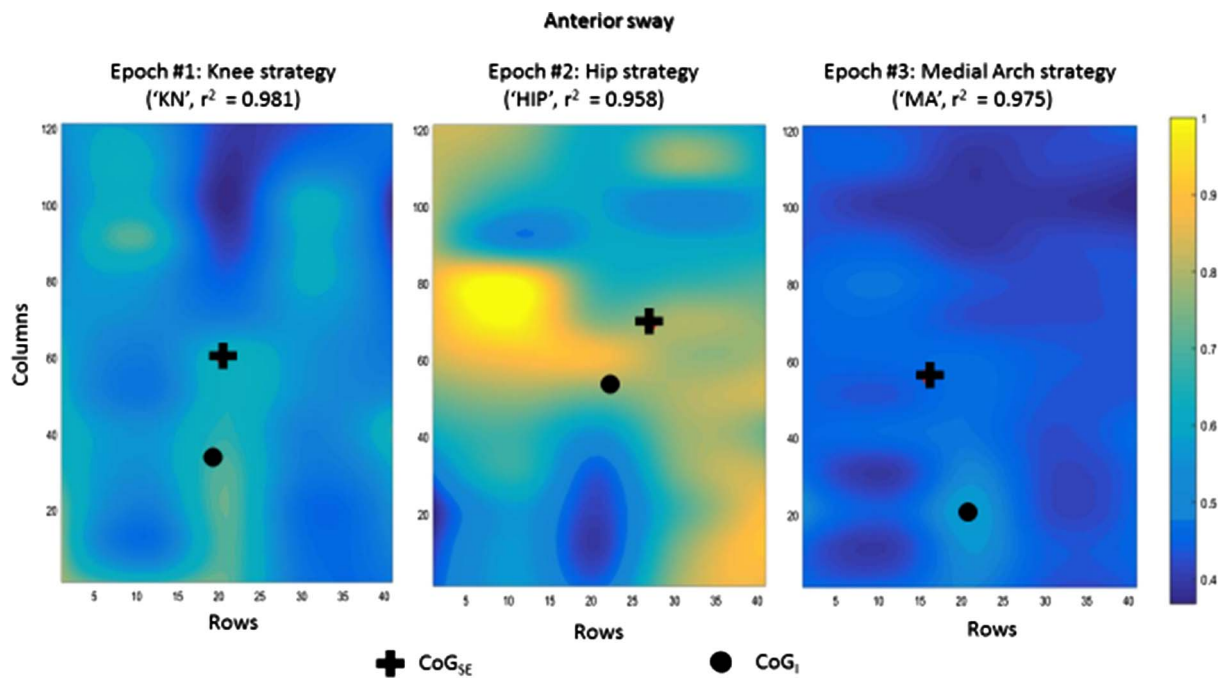 Anterior sway
Epoch #1: Knee strategy
('KN', r² = 0.981)
Epoch #2: Hip strategy
('HIP', r² = 0.958)
Epoch #3: Medial Arch strategy
('MA', r² = 0.975)
Columns
120
100
80
60
40
20
5 10 15 20 25 30 35 40
Rows
120
100
80
60
40
20
5 10 15 20 25 30 35 40
Rows
120
100
80
60
40
20
5 10 15 20 25 30 35 40
Rows
1
0.9
0.8
0.7
0.6
0.5
0.4
CoG_SE
CoG_I